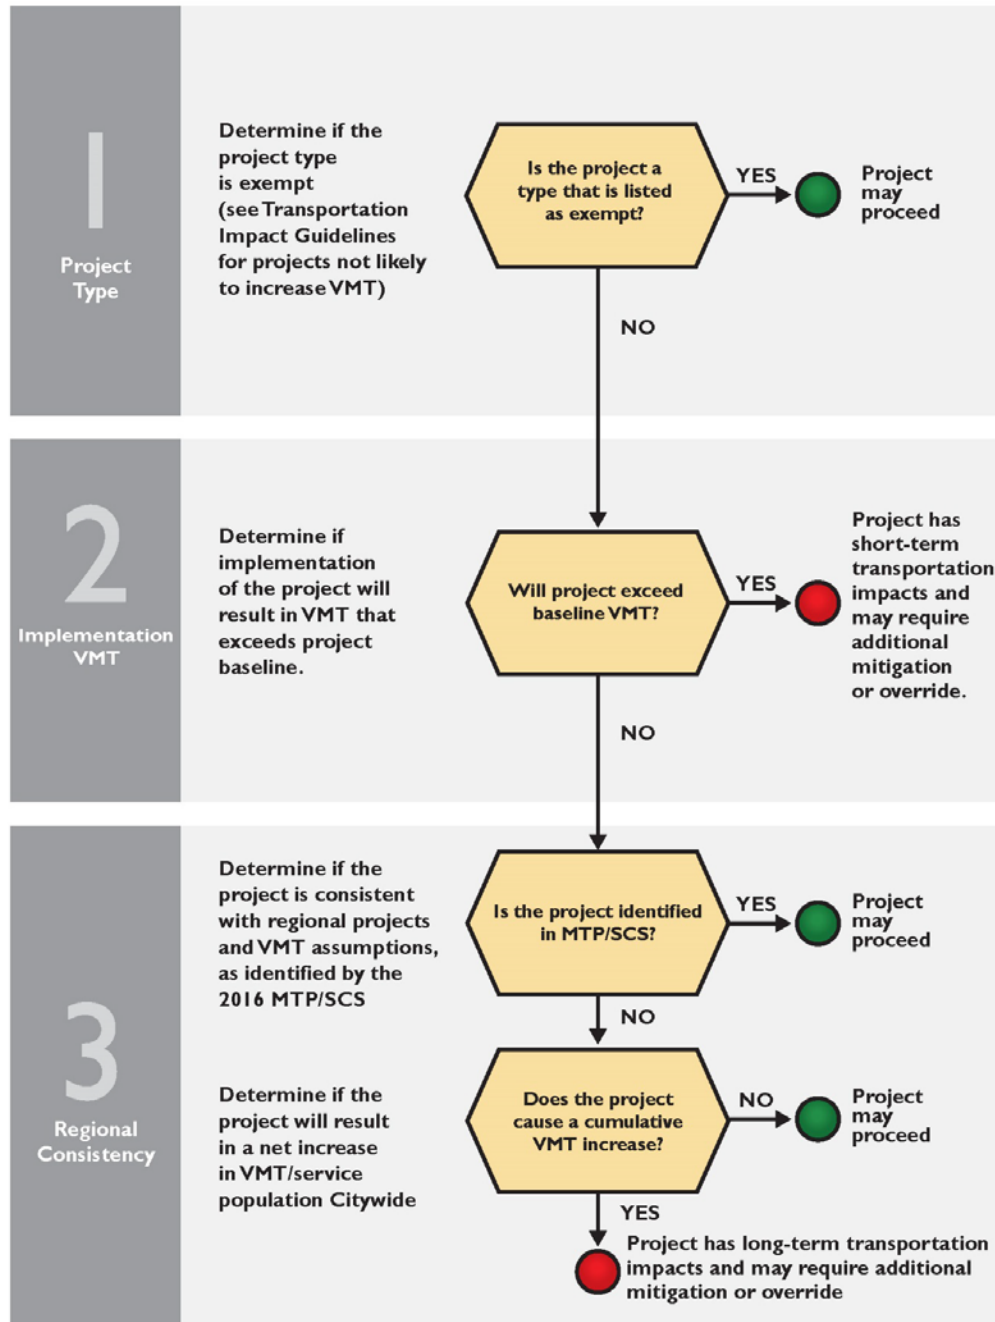 1
Project
Type
Determine if the
project type
is exempt
(see Transportation
Impact Guidelines
for projects not likely
to increase VMT)
Is the project a
type that is listed
as exempt?
YES
Project
may
proceed
NO
2
Implementation
VMT
Determine if
implementation
of the project will
result in VMT that
exceeds project
baseline.
Will project exceed
baseline VMT?
YES
Project has
short-term
transportation
impacts and
may require
additional
mitigation
or override.
NO
3
Regional
Consistency
Determine if the
project is consistent
with regional projects
and VMT assumptions,
as identified by the
2016 MTP/SCS
Is the project identified
in MTP/SCS?
YES
Project
may
proceed
NO
Determine if the
project will result
in a net increase
in VMT/service
population Citywide
Does the project
cause a cumulative
VMT increase?
NO
Project
may
proceed
YES
Project has long-term transportation
impacts and may require additional
mitigation or override